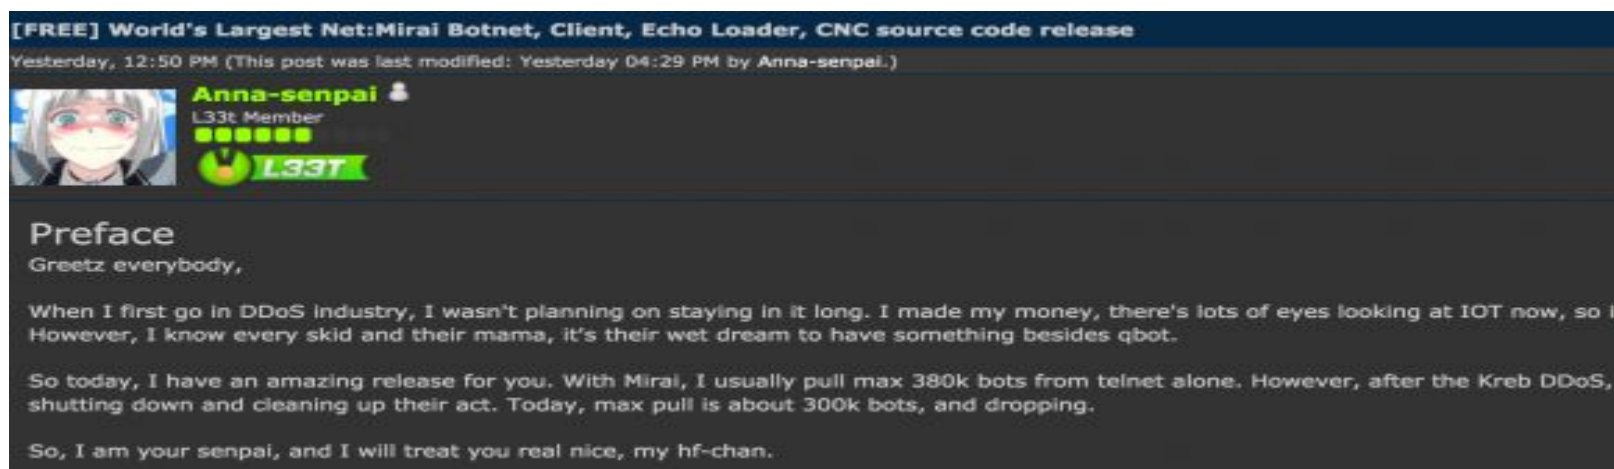 [FREE] World's Largest Net:Mirai Botnet, Client, Echo Loader, CNC source code release
Yesterday, 12:50 PM (This post was last modified: Yesterday 04:29 PM by Anna-senpai.)
Anna-senpai
L33t Member
L33T
Preface
Greetz everybody,
When I first go in DDoS industry, I wasn't planning on staying in it long. I made my money, there's lots of eyes looking at IOT now, so
However, I know every skid and their mama, it's their wet dream to have something besides qbot.
So today, I have an amazing release for you. With Mirai, I usually pull max 380k bots from telnet alone. However, after the Kreb DDoS,
shutting down and cleaning up their act. Today, max pull is about 300k bots, and dropping.
So, I am your senpai, and I will treat you real nice, my hf-chan.